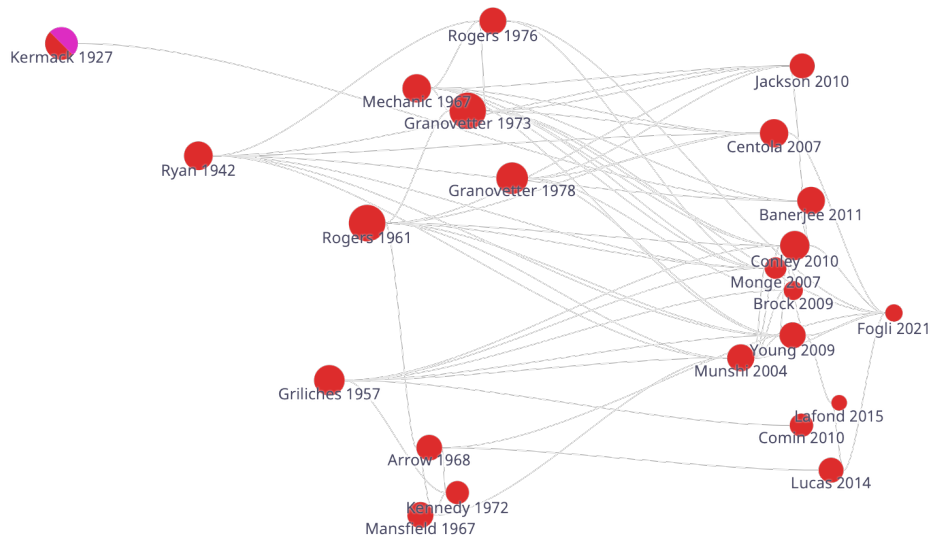 Rogers 1976
Kermack 1927
Jackson 2010
Mechanic 1967
Granovetter 1973
Centola 2007
Ryan 1942
Granovetter 1978
Banerjee 2011
Rogers 1961
Conley 2010
Monge 2007
Brock 2009
Fogli 2021
Young 2009
Munshi 2004
Griliches 1957
Lafond 2015
Comin 2010
Arrow 1968
Lucas 2014
Kennedy 1972
Mansfield 1967